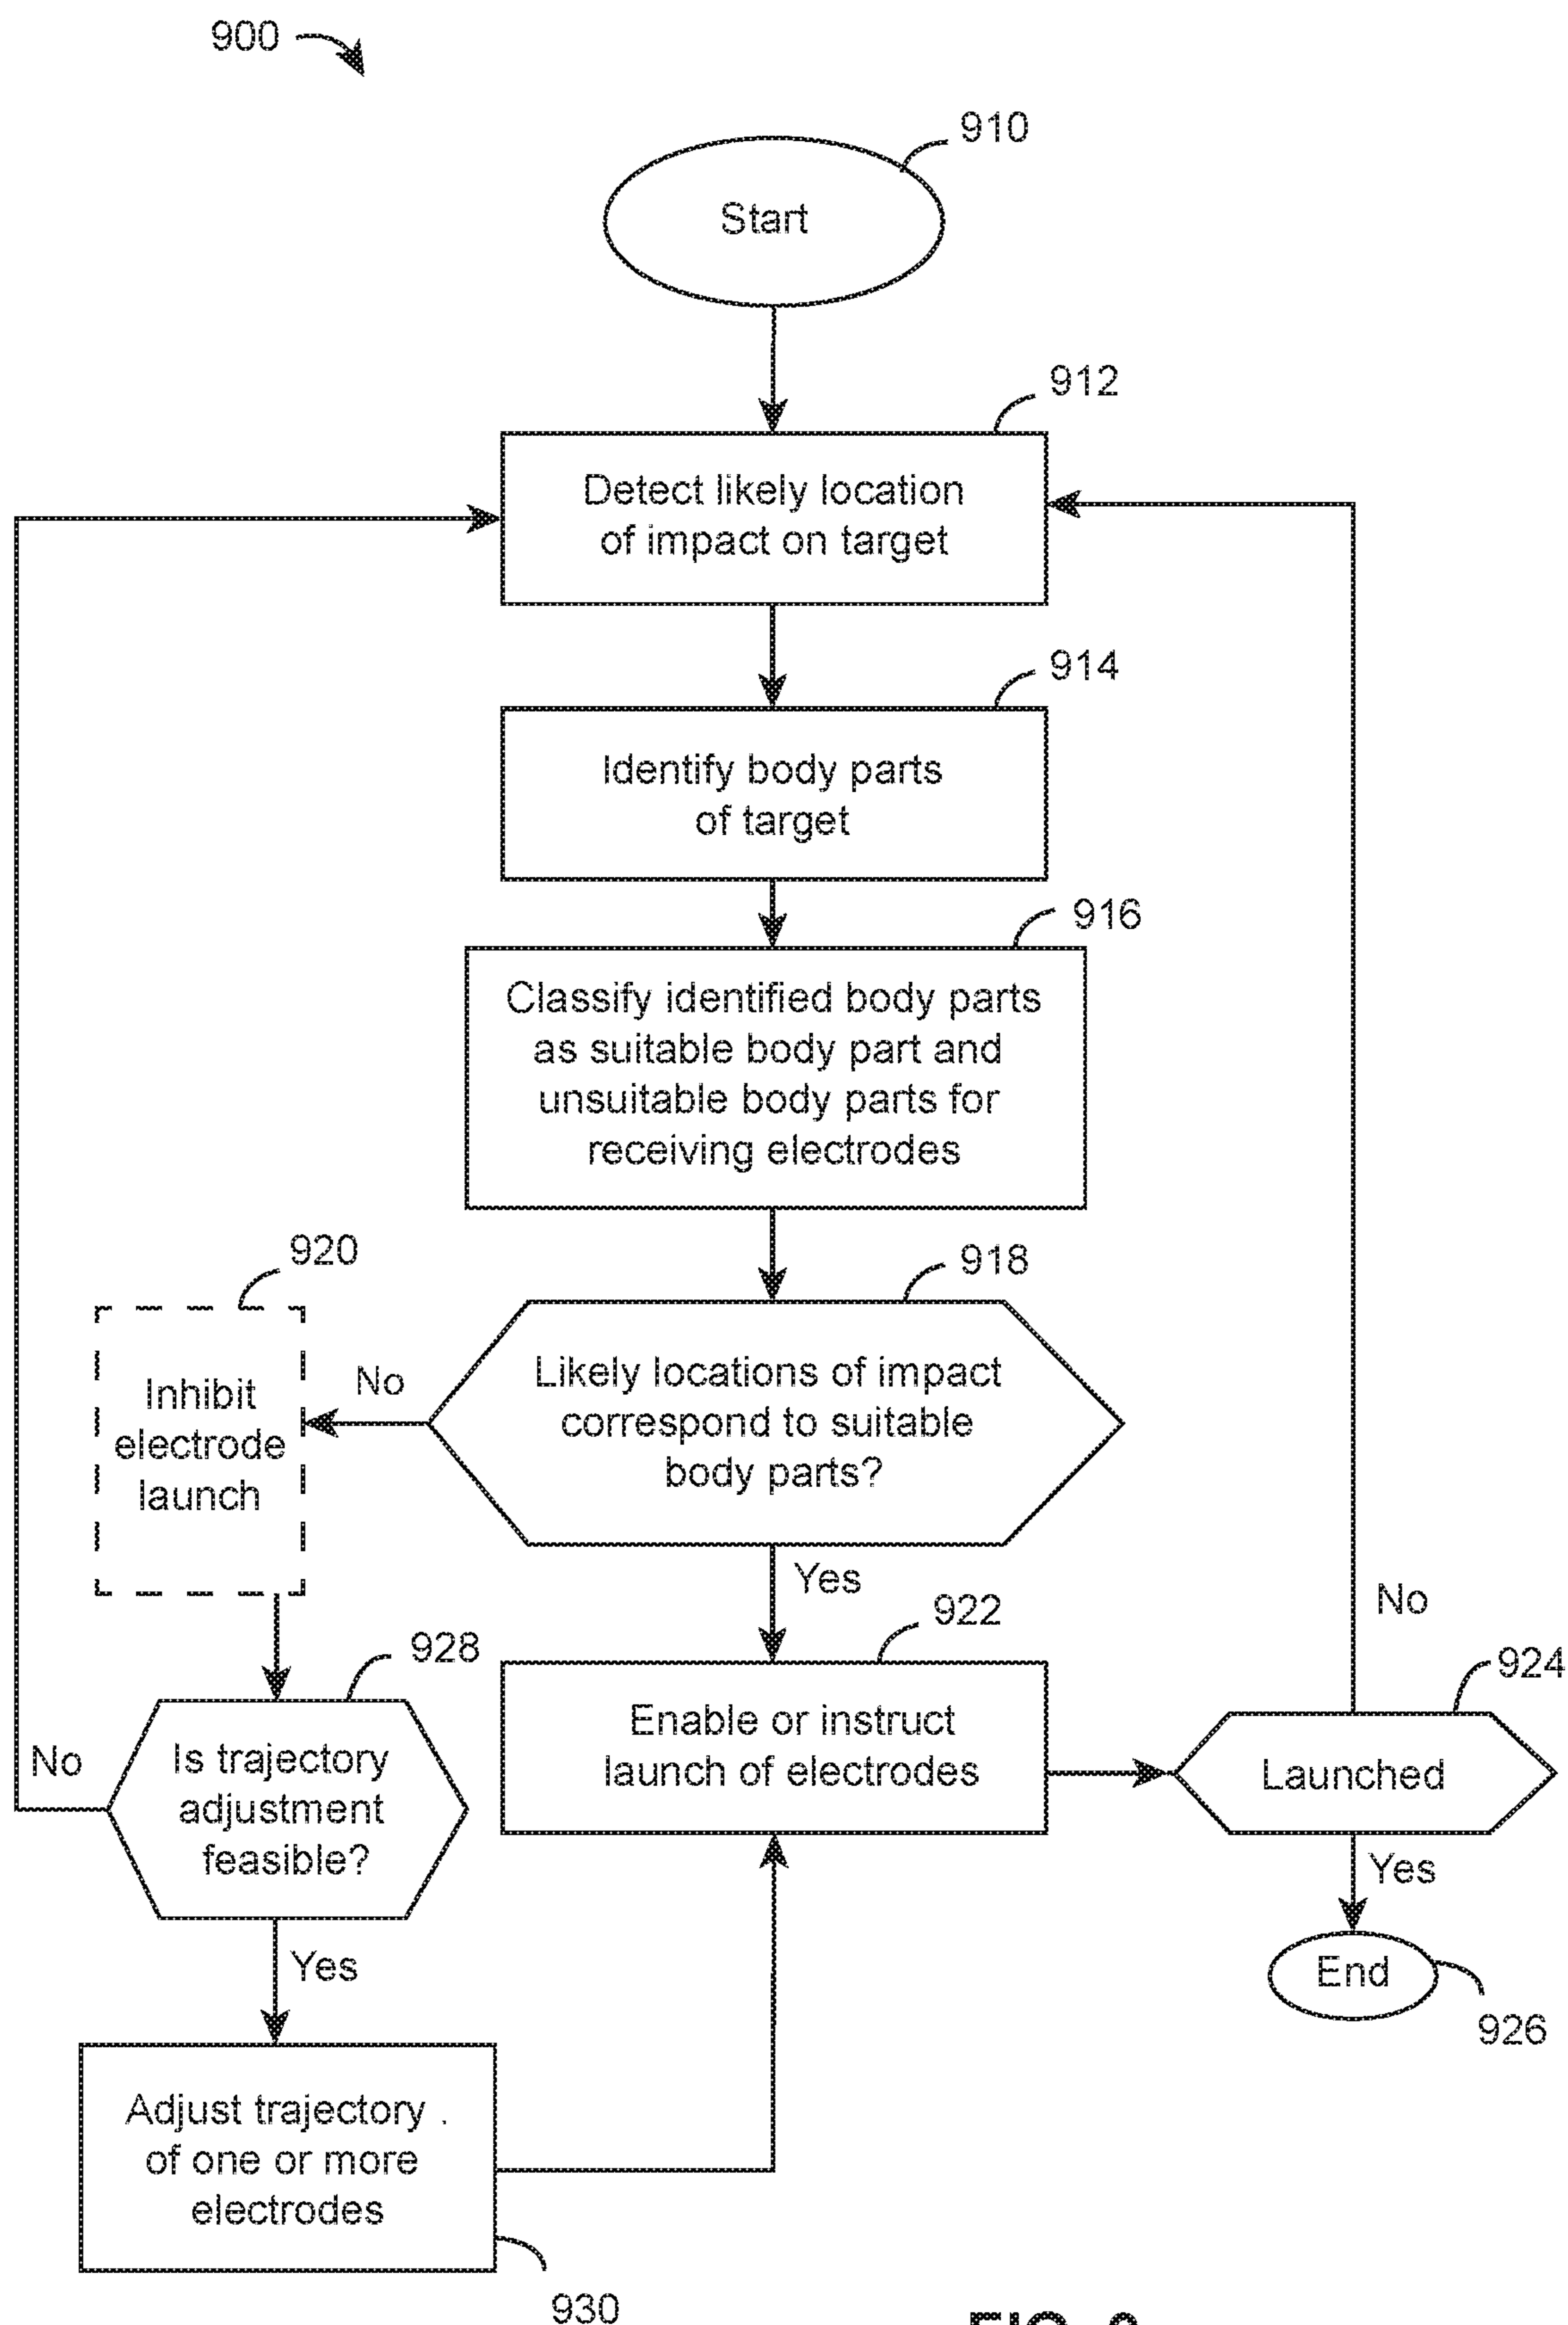 900
910
Start
912
Detect likely location
of impact on target
914
Identify body parts
of target
916
Classify identified body parts
as suitable body part and
unsuitable body parts for
receiving electrodes
920
918
Inhibit
electrode
launch
No
Likely locations of impact
correspond to suitable
body parts?
Yes
922
No
928
924
No
Is trajectory
adjustment
feasible?
Enable or instruct
launch of electrodes
Launched
Yes
Yes
End
926
Adjust trajectory .
of one or more
electrodes
930